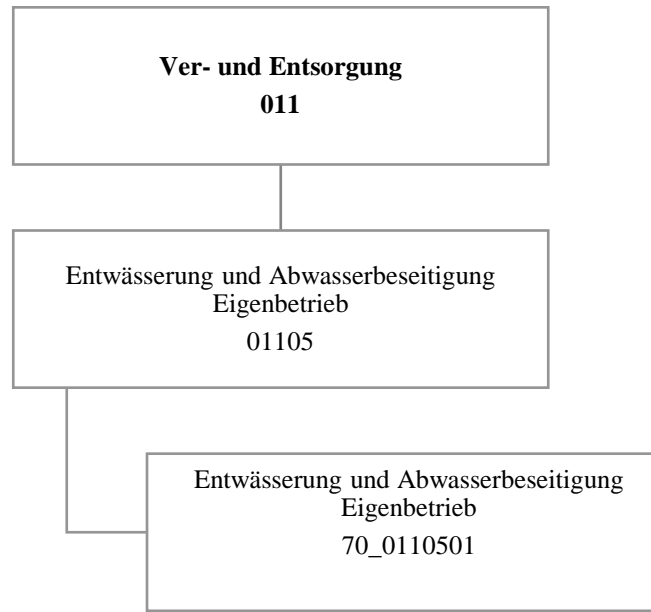 Ver- und Entsorgung
011
Entwässerung und Abwasserbeseitigung
Eigenbetrieb
01105
Entwässerung und Abwasserbeseitigung
Eigenbetrieb
70_0110501